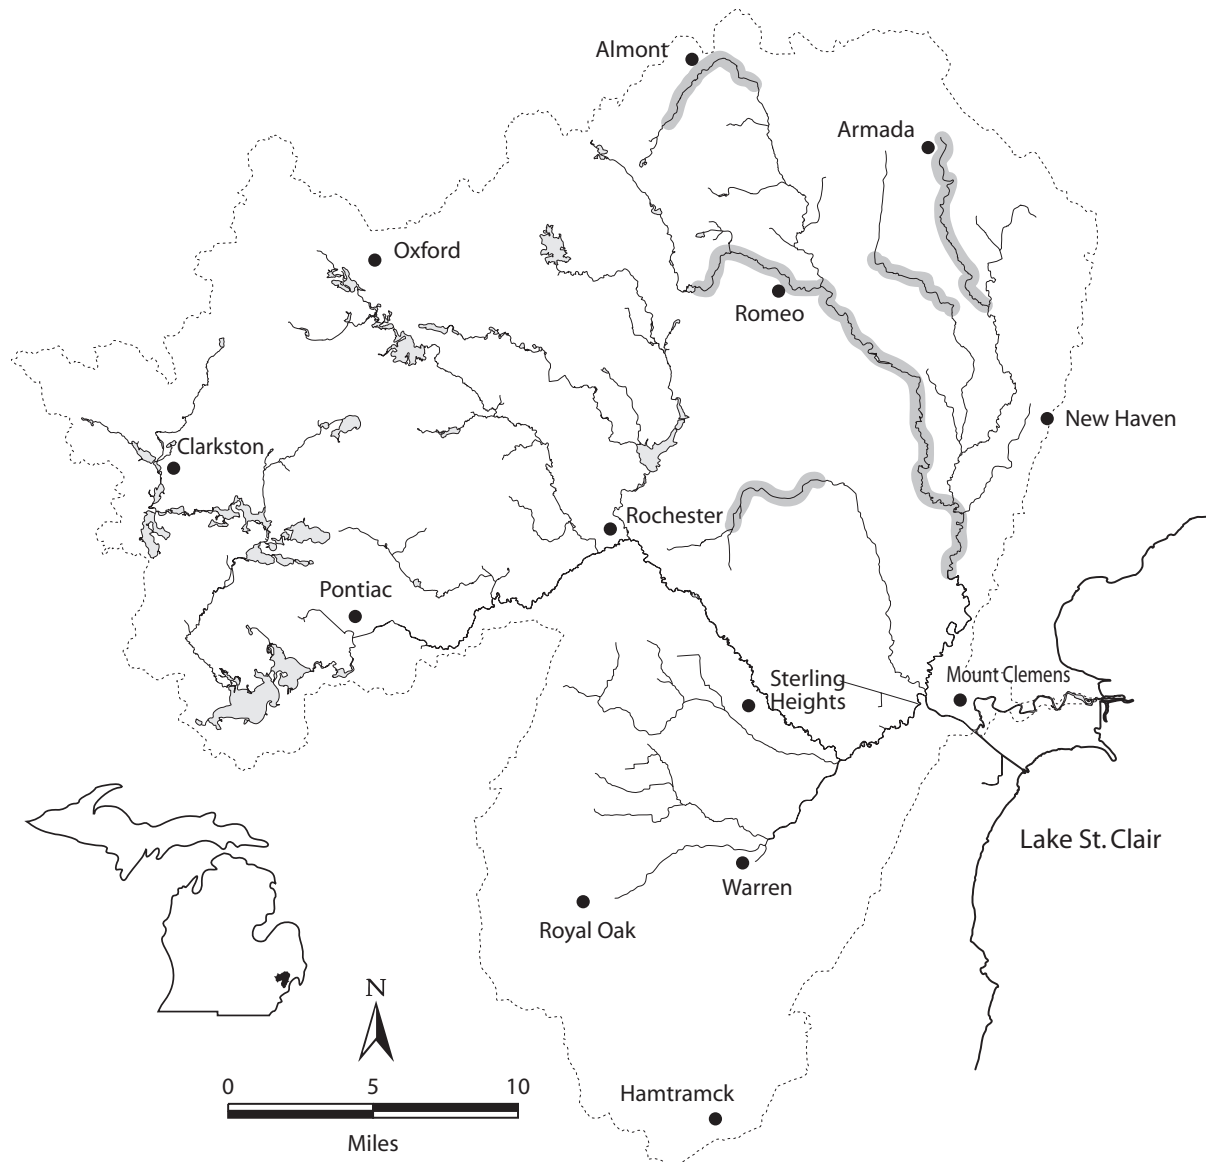 Almont
Armada
Oxford
Romeo
New Haven
Clarkston
Rochester
Pontiac
Mount Clemens
Sterling
Heights
Lake St. Clair
Warren
Royal Oak
N
0 5 10
Miles
Hamtramck